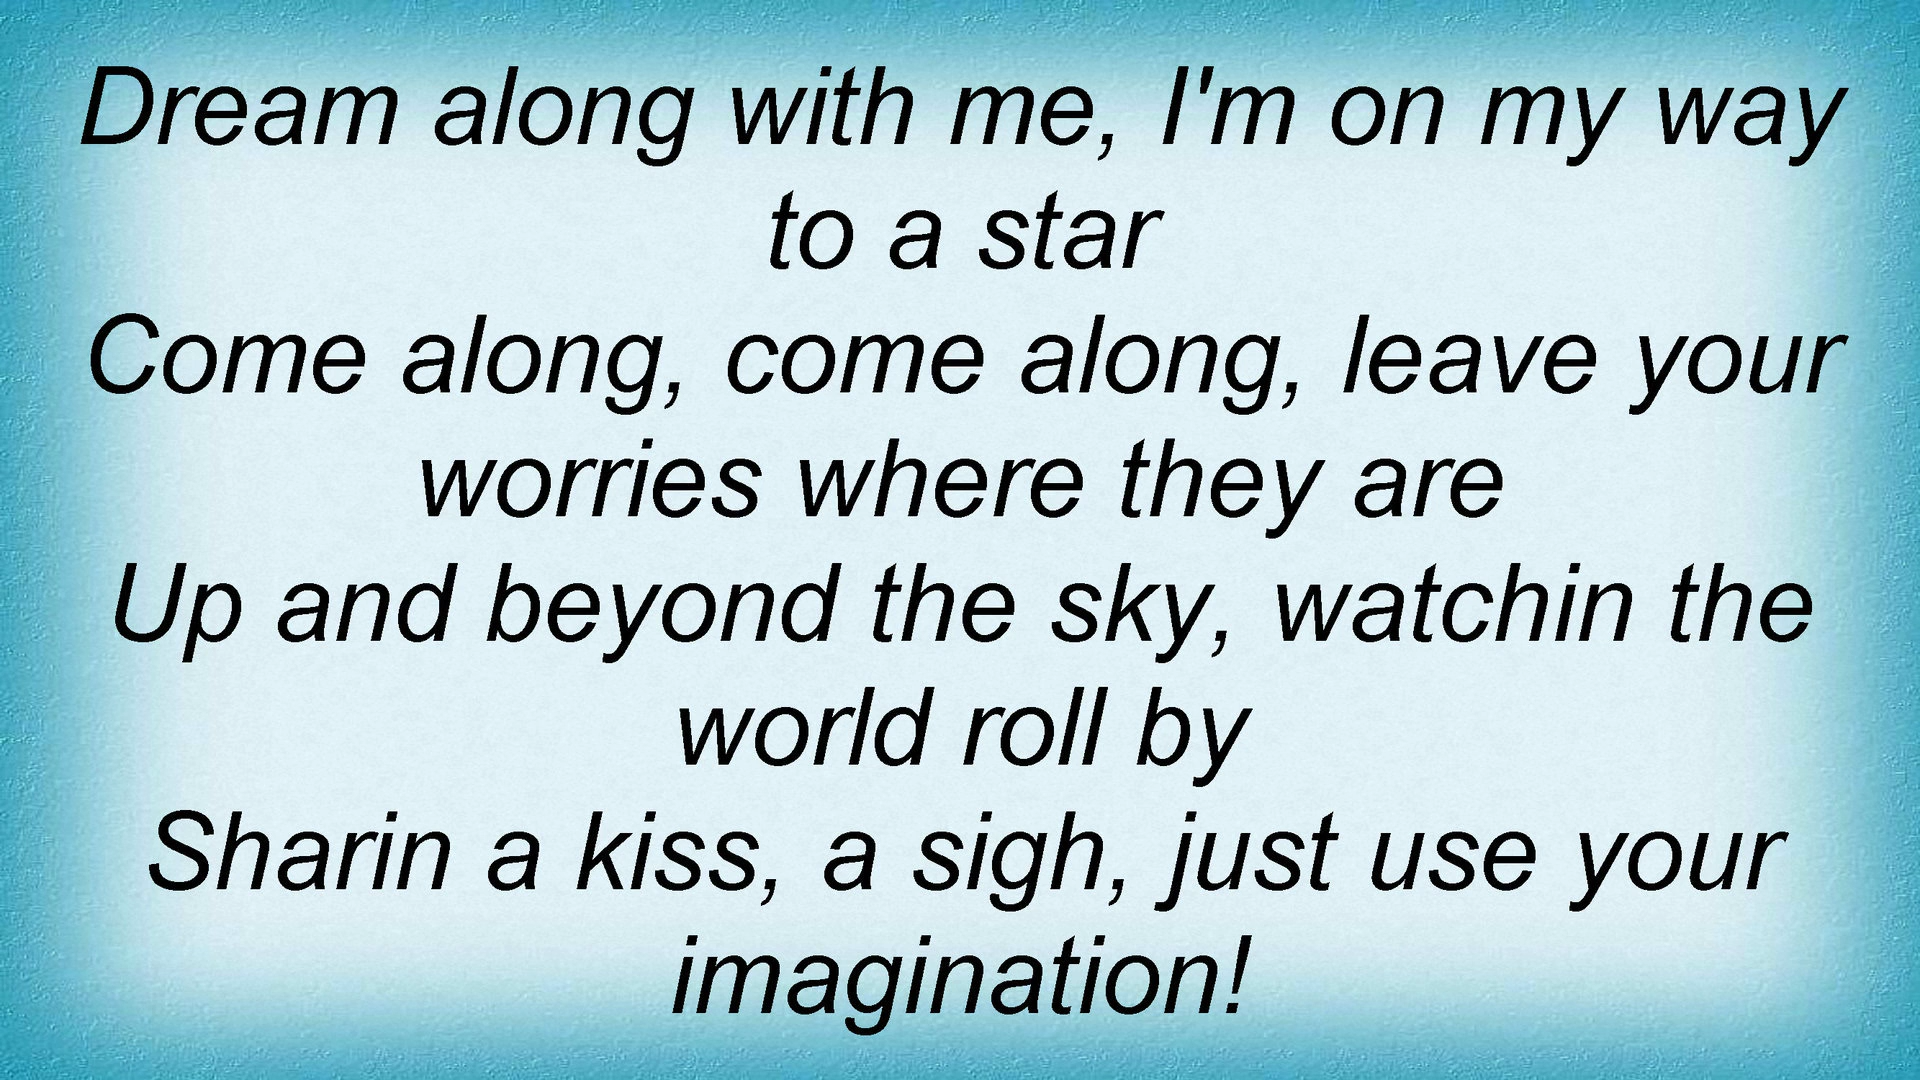 Dream along with me, I'm on my way
to a star
Come along, come along, leave your
worries where they are
Up and beyond the sky, watchin the
world roll by
Sharin a kiss, a sigh, just use your
imagination!